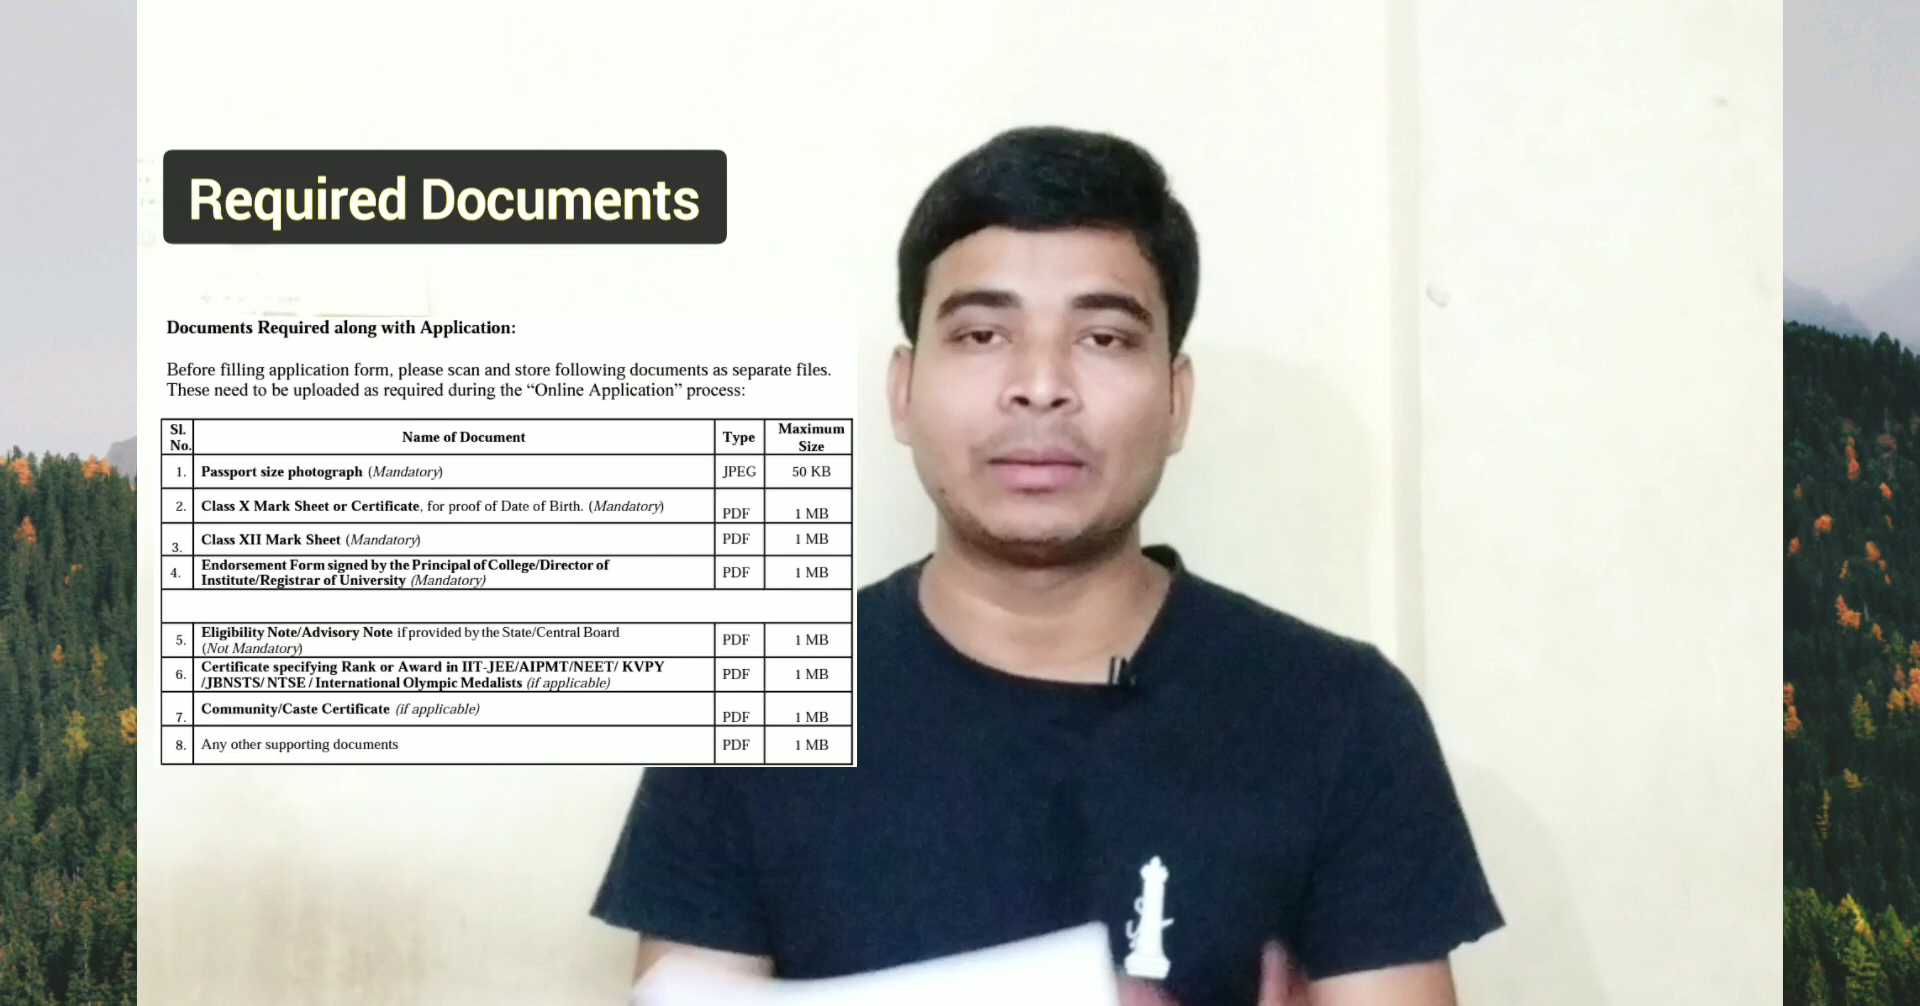 Required Documents
Documents Required along with Application:
Before filling application form, please scan and store following documents as separate files.
These need to be uploaded as required during the “Online Application” process:
Sl. No. Name of Document Type Maximum Size
1. Passport size photograph (Mandatory) JPEG 50 KB
2. Class X Mark Sheet or Certificate, for proof of Date of Birth. (Mandatory) PDF 1 MB
3. Class XII Mark Sheet (Mandatory) PDF 1 MB
4. Endorsement Form signed by the Principal of College/Director of
Institute/Registrar of University (Mandatory) PDF 1 MB
5. Eligibility Note/Advisory Note if provided by the State/Central Board
(Not Mandatory) PDF 1 MB
6. Certificate specifying Rank or Award in IIT-JEE/AIPMT/NEET/ KVPY
/JBNSTS/ NTSE / International Olympic Medalists (if applicable) PDF 1 MB
7. Community/Caste Certificate (if applicable) PDF 1 MB
8. Any other supporting documents PDF 1 MB